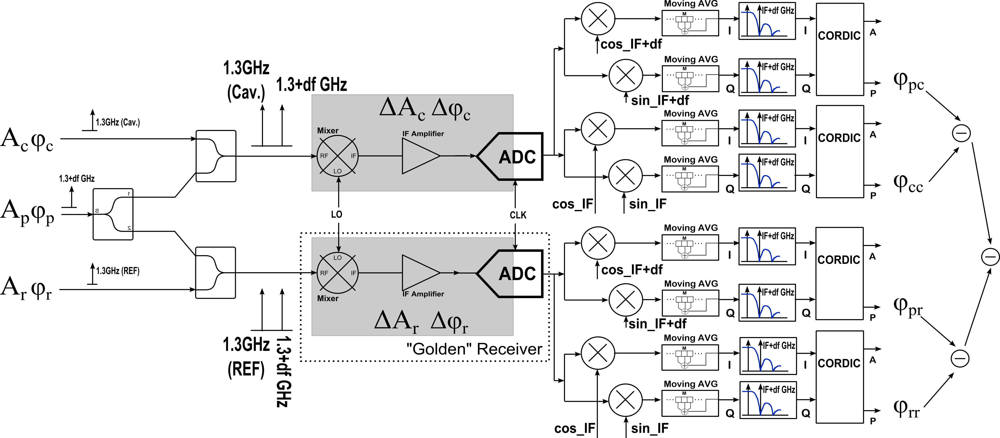 Moving AVG
M
IF+df GHz
CORDIC
A
I
I
cos_IF+df
Moving AVG
M
IF+df GHz
Q
Q
P
sin_IF+df
φpc
1.3GHz
(Cav.)
1.3+df GHz
ΔAc Δφc
Moving AVG
M
IF+df GHz
CORDIC
A
I
I
1.3GHz (Cav.)
Acφc
Mixer
RF
IF
LO
IF Amplifier
ADC
Moving AVG
M
IF+df GHz
Q
Q
P
φcc
cos_IF
sin_IF
1.3+df GHz
Apφp
S
1
2
LO
CLK
Moving AVG
M
IF+df GHz
CORDIC
A
I
I
cos_IF+df
1.3GHz (REF)
Arφr
LO
RF
IF
Mixer
IF Amplifier
ADC
Moving AVG
M
IF+df GHz
Q
Q
P
sin_IF+df
φpr
ΔAr Δφr
"Golden" Receiver
1.3GHz
(REF)
1.3+df GHz
Moving AVG
M
IF+df GHz
CORDIC
A
I
I
Moving AVG
M
IF+df GHz
Q
Q
P
φrr
cos_IF
sin_IF